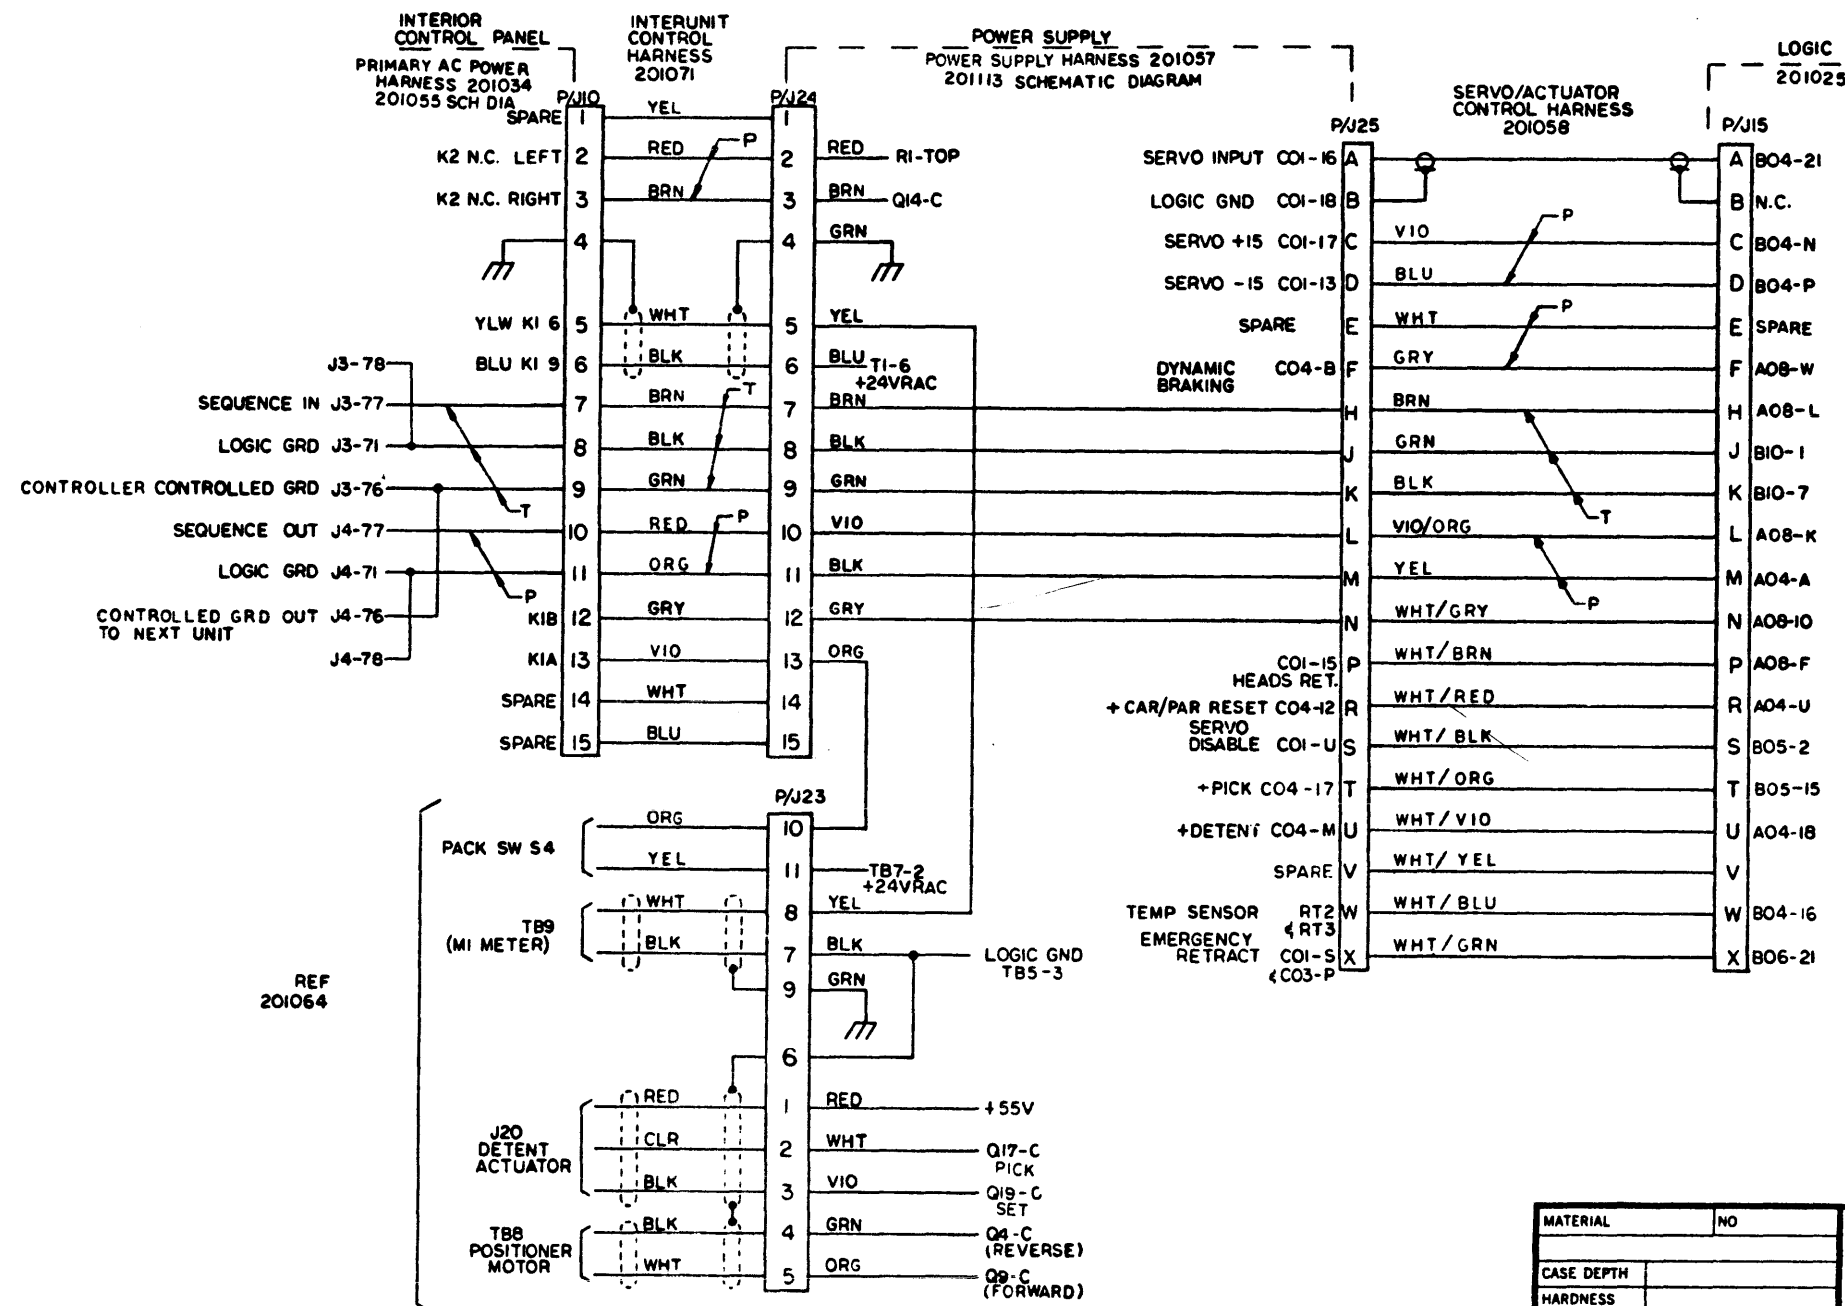 INTERIOR
CONTROL PANEL
PRIMARY AC POWER
HARNESS 201034
201055 SCH DIA
INTERUNIT
CONTROL
HARNESS
201071
POWER SUPPLY
POWER SUPPLY HARNESS 201057
201113 SCHEMATIC DIAGRAM
SERVO/ACTUATOR
CONTROL HARNESS
201058
LOGIC
201025
P/J10
P/J24
P/J25
P/J15
SPARE 1 YEL 1
K2 N.C. LEFT 2 RED P 2 RED R1-TOP
K2 N.C. RIGHT 3 BRN 3 BRN Q14-C
4 4 GRN
YLW K1 6 5 WHT 5 YEL
J3-78 BLU K1 9 6 BLK 6 BLU T1-6
+24VRAC
SEQUENCE IN J3-77 7 BRN T 7 BRN
LOGIC GRD J3-71 8 BLK 8 BLK
CONTROLLER CONTROLLED GRD J3-76 9 GRN 9 GRN
T
SEQUENCE OUT J4-77 10 RED P 10 VIO
LOGIC GRD J4-71 11 ORG 11 BLK
P
CONTROLLED GRD OUT J4-76
TO NEXT UNIT
K1B 12 GRY 12 GRY
J4-78 K1A 13 VIO 13 ORG
SPARE 14 WHT 14
SPARE 15 BLU 15
SERVO INPUT C01-16 A A B04-21
LOGIC GND C01-18 B B N.C.
SERVO +15 C01-17 C VIO P C B04-N
SERVO -15 C01-13 D BLU D B04-P
SPARE E WHT P E SPARE
DYNAMIC
BRAKING
C04-B F GRY F A08-W
H BRN H A08-L
J GRN J B10-1
K BLK K B10-7
T
L VIO/ORG L A08-K
M YEL M A04-A
P
N WHT/GRY N A08-10
C01-15 P WHT/BRN P A08-F
HEADS RET.
+ CAR/PAR RESET C04-12 R WHT/RED R A04-U
SERVO
DISABLE C01-U S WHT/BLK S B05-2
+PICK C04-17 T WHT/ORG T B05-15
+DETENT C04-M U WHT/VIO U A04-18
SPARE V WHT/YEL V
TEMP SENSOR RT2 W WHT/BLU W B04-16
& RT3
EMERGENCY
RETRACT C01-S X WHT/GRN X B06-21
& C03-P
P/J23
PACK SW S4
ORG 10
YEL 11 TB7-2
+24VRAC
TB9
(M1 METER)
WHT 8 YEL
BLK 7 BLK LOGIC GND
TB5-3
9 GRN
6
REF
201064
J20
DETENT
ACTUATOR
RED 1 RED +55V
CLR 2 WHT Q17-C
PICK
BLK 3 VIO Q19-C
SET
TB8
POSITIONER
MOTOR
BLK 4 GRN Q4-C
(REVERSE)
WHT 5 ORG Q9-C
(FORWARD)
MATERIAL NO
CASE DEPTH
HARDNESS